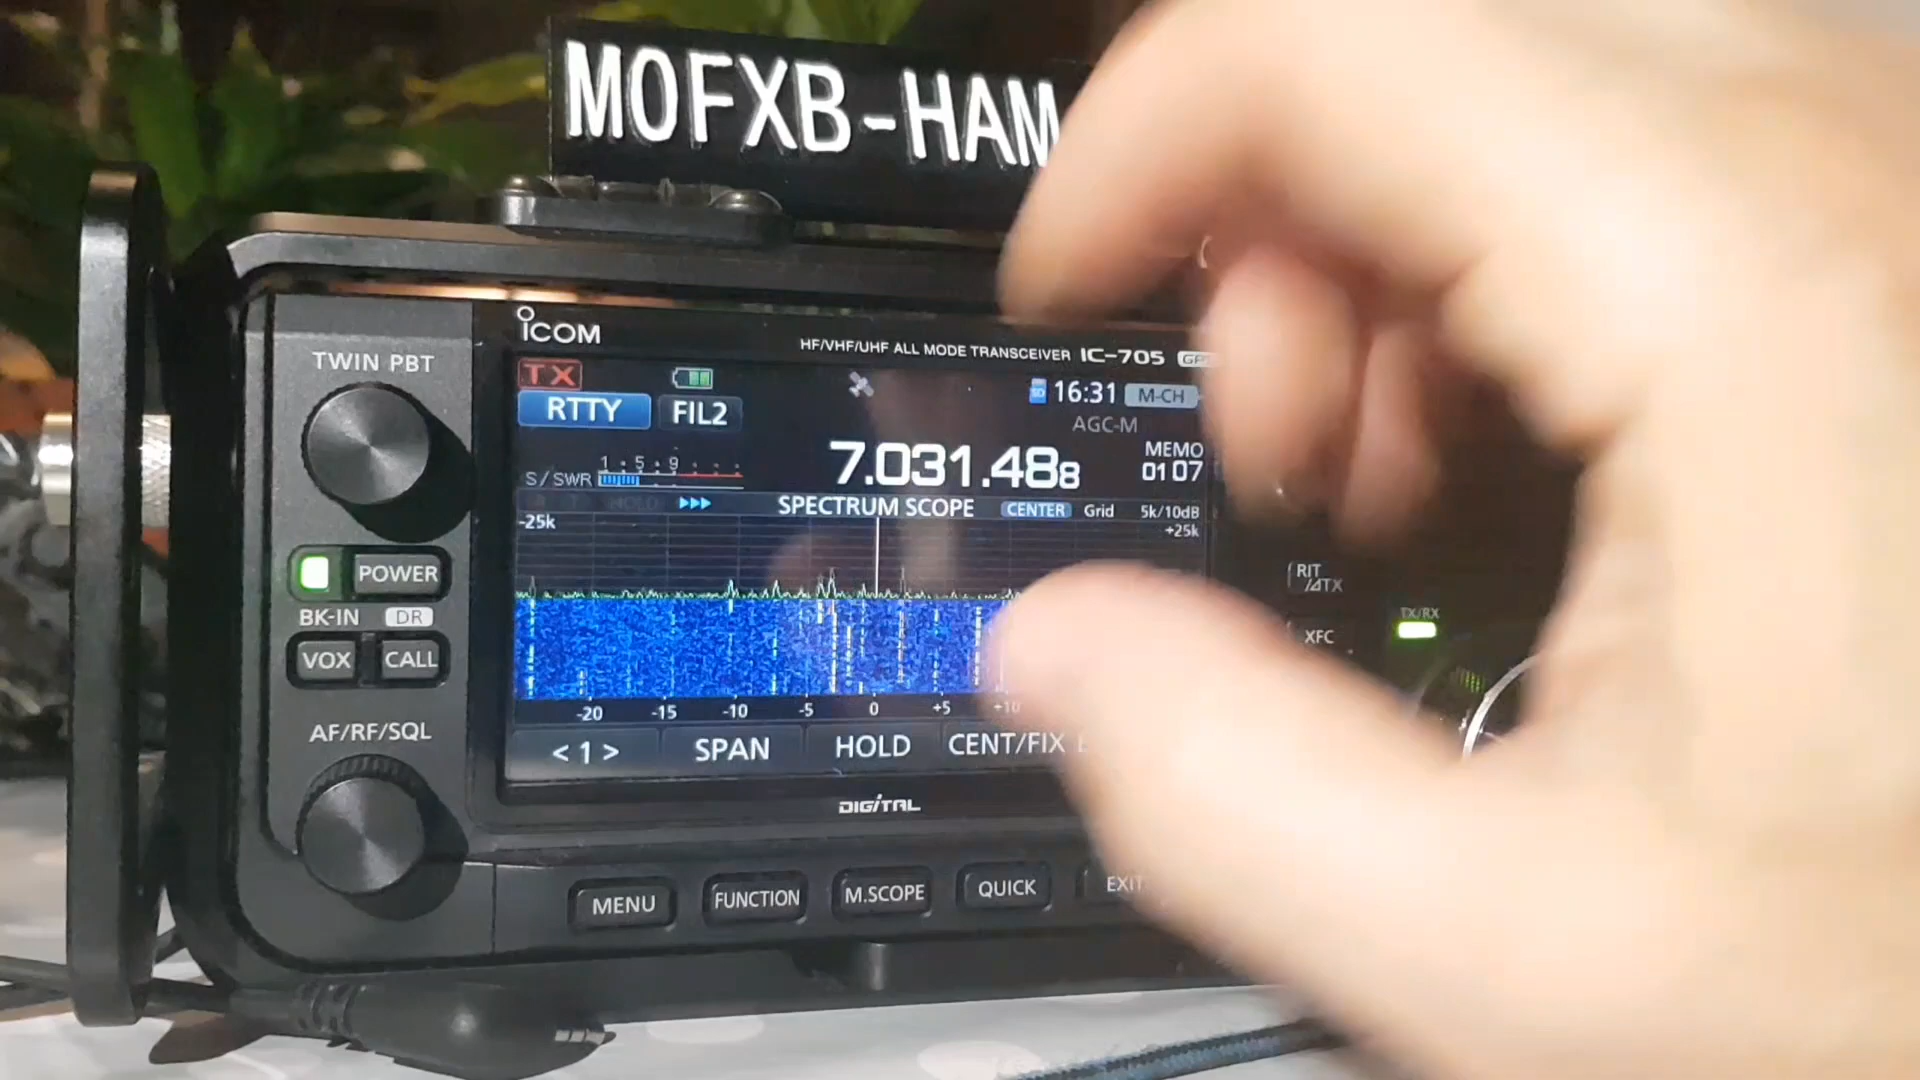 M0FXB-HAM
ICOM
HF/VHF/UHF ALL MODE TRANSCEIVER IC-705
TWIN PBT
TX
16:31 M-CH
RTTY FIL2
AGC-M
7.031.488
MEMO
01 07
1 5 9
S/SWR
HOLD
SPECTRUM SCOPE CENTER Grid 5k/10dB
-25k +25k
POWER
RIT
/ΔTX
TX/RX
BK-IN DR
XFC
VOX CALL
-20 -15 -10 -5 0 +5 +10
AF/RF/SQL
< 1 > SPAN HOLD CENT/FIX
DIGITAL
MENU FUNCTION M.SCOPE QUICK EXIT